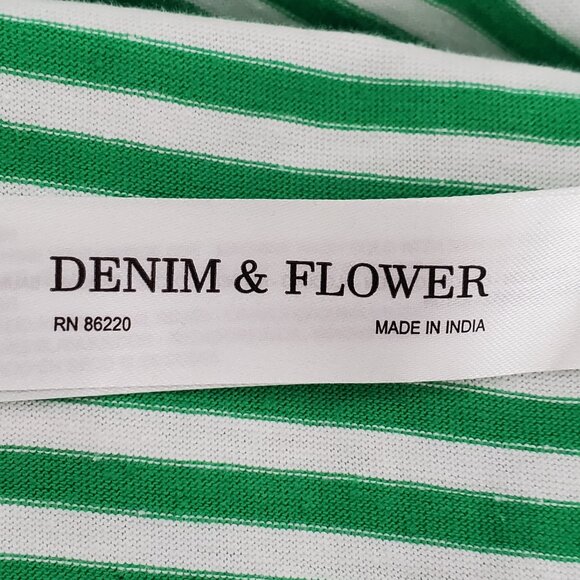 DENIM & FLOWER
RN 86220 MADE IN INDIA